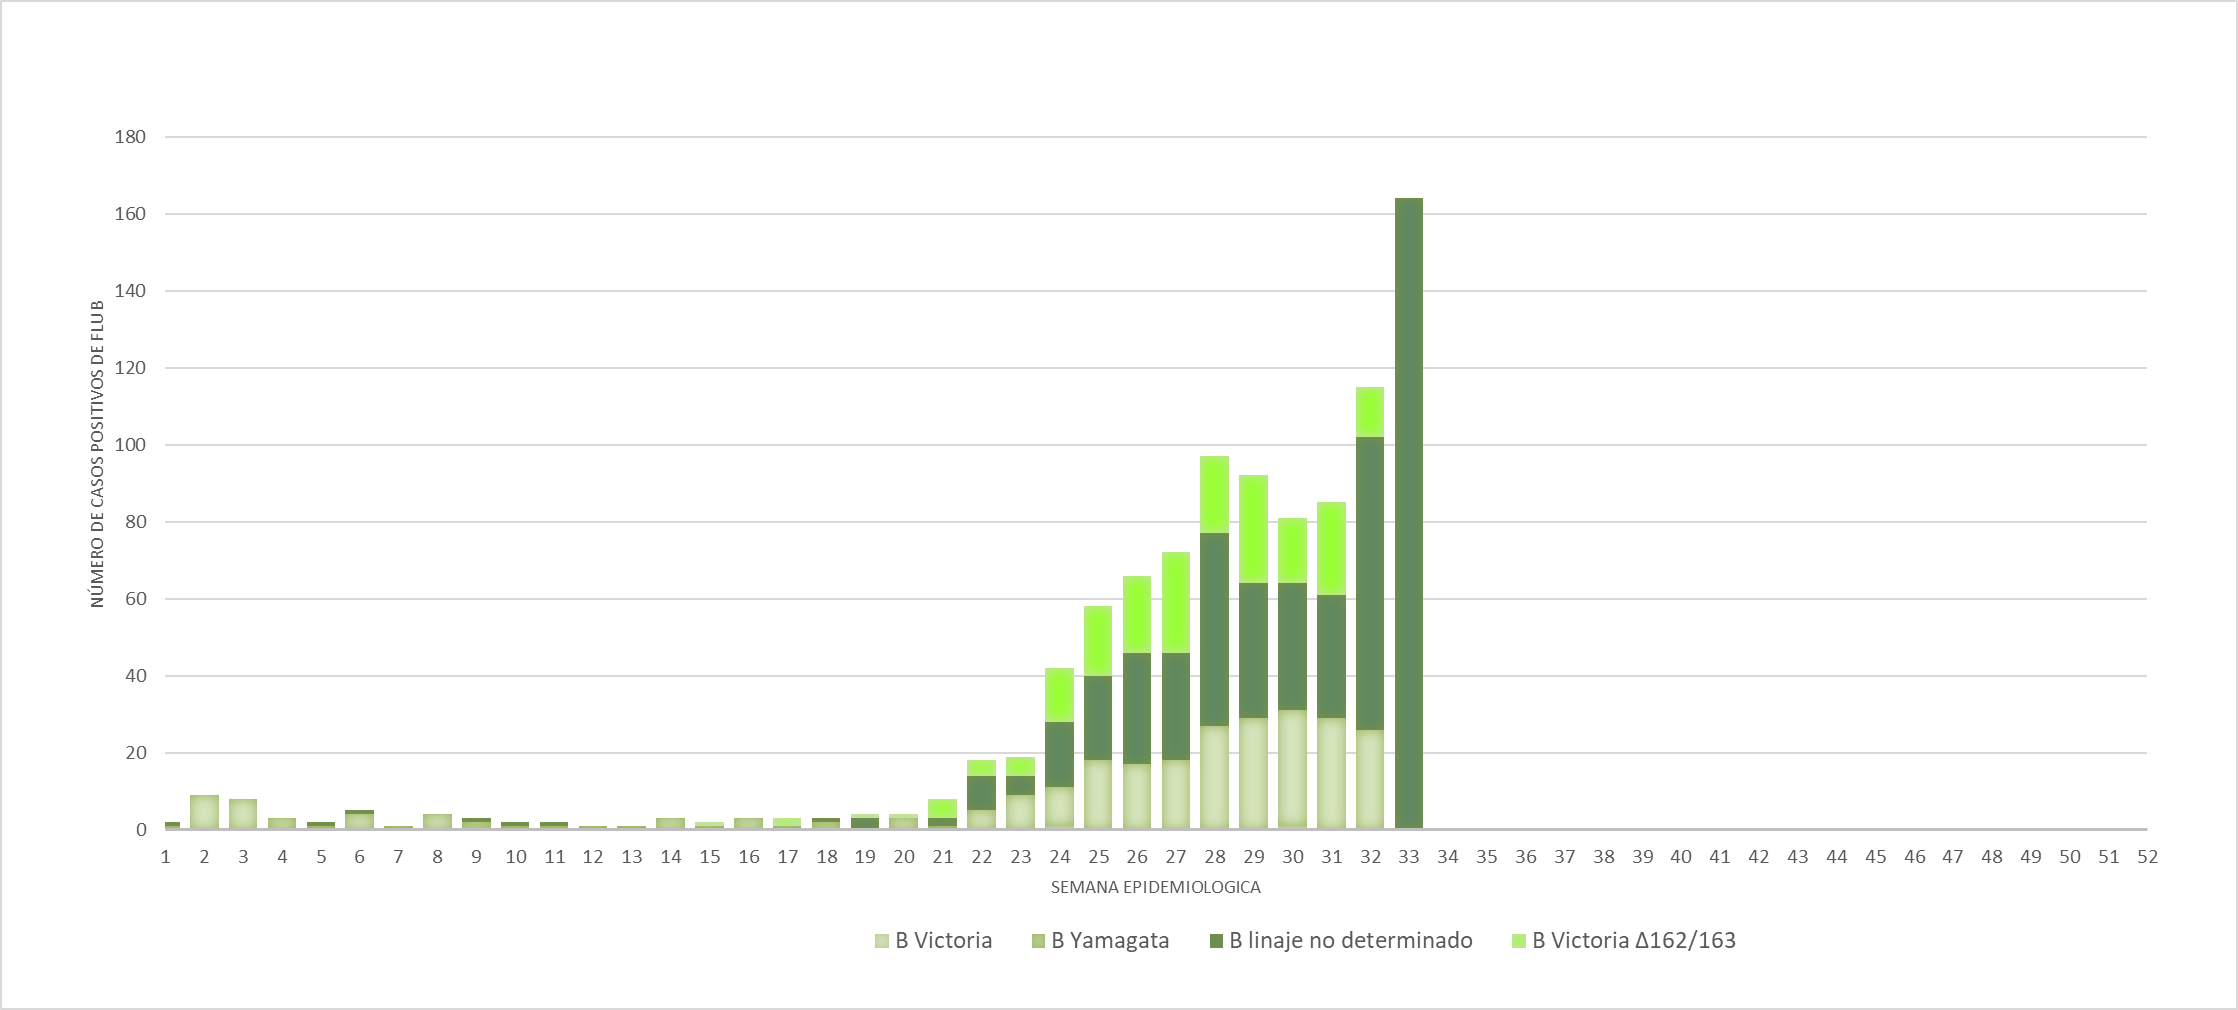 180
160
140
120
100
80
60
40
20
0
NÚMERO DE CASOS POSITIVOS DE FLU B
1 2 3 4 5 6 7 8 9 10 11 12 13 14 15 16 17 18 19 20 21 22 23 24 25 26 27 28 29 30 31 32 33 34 35 36 37 38 39 40 41 42 43 44 45 46 47 48 49 50 51 52
SEMANA EPIDEMIOLOGICA
B Victoria B Yamagata B linaje no determinado B Victoria Δ162/163